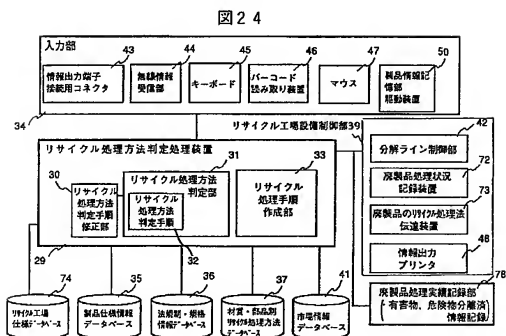 図24
入力部
43
情報出力端子
接続用コネクタ
44
無線情報
受信部
45
キーボード
46
バーコード
読み取り装置
47
マウス
50
製品情報記
憶部
駆動装置
34
リサイクル工場設備制御部
39
リサイクル処理方法判定処理装置
30
リサイクル
処理方法
判定手順
修正部
31
リサイクル処理方法
判定部
リサイクル
処理方法
判定手順
32
33
リサイクル
処理手順
作成部
29
42
分解ライン制御部
72
廃製品処理状況
記録装置
73
廃製品のリサイクル処理法
伝達装置
48
情報出力
プリンタ
78
廃製品処理実績記録部
(有害物、危険物分離済)
情報記録
74
リサイクル工場
仕様データベース
35
製品仕様情報
データベース
36
法規制・規格
情報データベース
37
材質・部品別
リサイクル処理方法データベース
41
市場情報
データベース